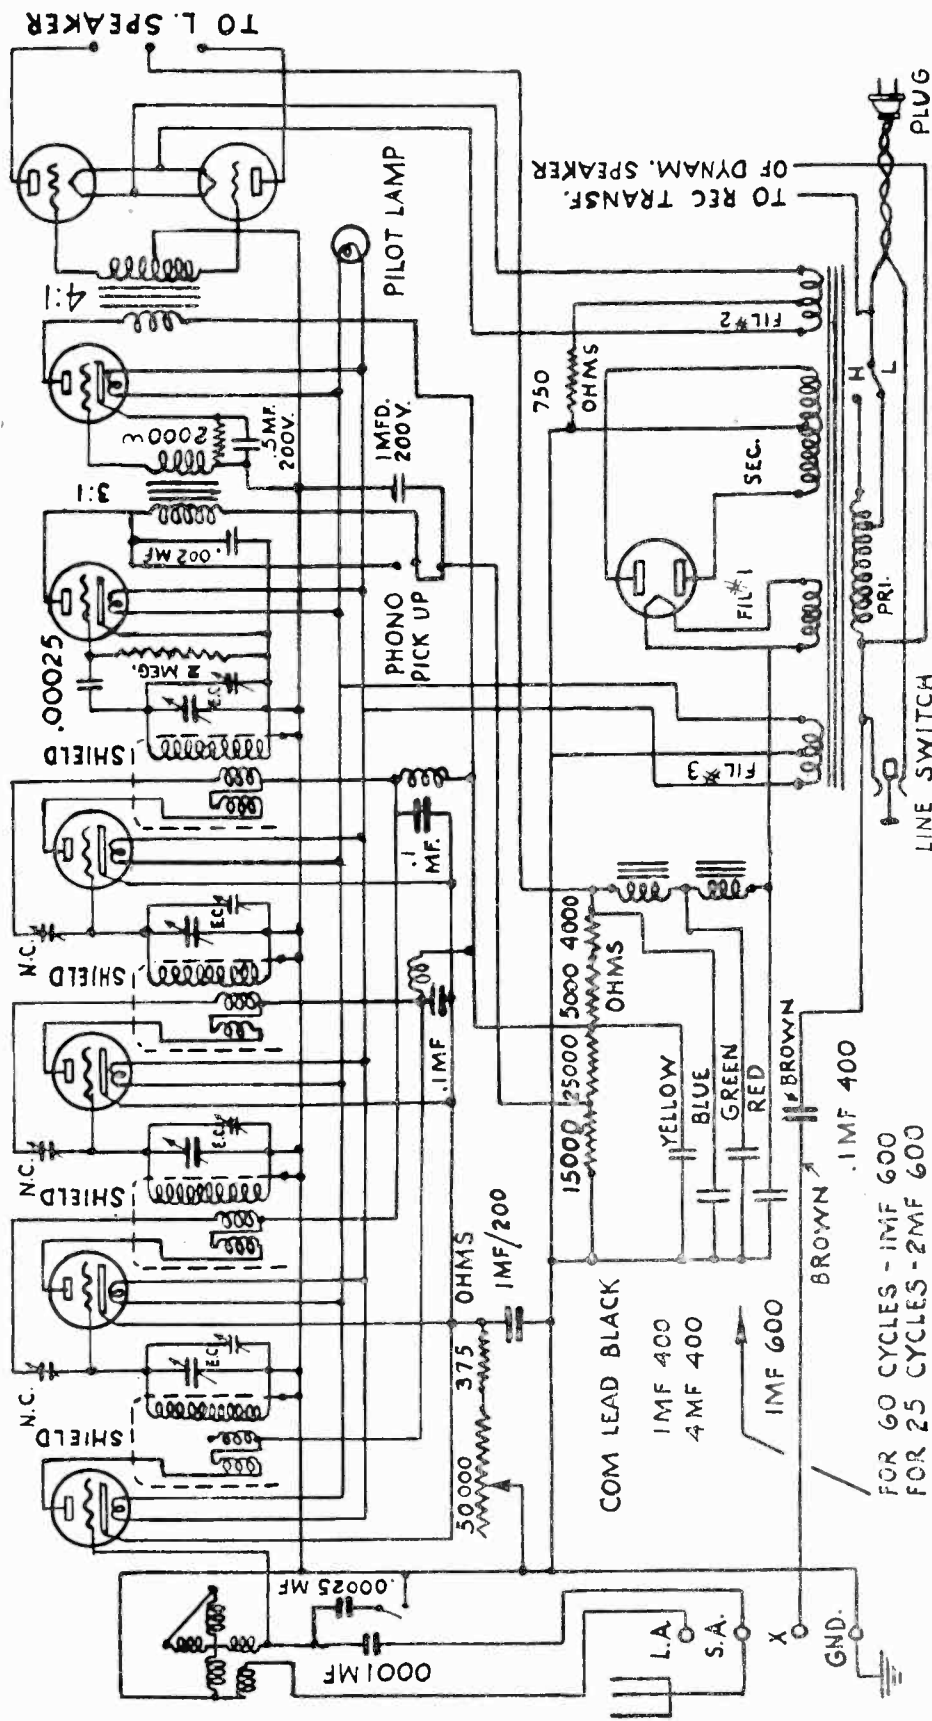 TO L. SPEAKER
4:1
3:1
PILOT LAMP
2000 ω
.5MF.
200V.
1MFD.
200V.
.002MF
PHONO
PICK UP
.00025
2 MEG.
E.C.
SHIELD
N.C.
.1
MF.
E.C.
SHIELD
N.C.
.1MF
E.C.
SHIELD
N.C.
E.C.
SHIELD
50000 375 OHMS
1MF/200
.00025 MF
.0001MF
L.A.
S.A.
X
GND.
COM LEAD BLACK
1MF 400
4MF 400
1MF 600
FOR 60 CYCLES - 1MF 600
FOR 25 CYCLES - 2MF 600
15000 25000 5000 4000
OHMS
YELLOW
BLUE
GREEN
RED
BROWN
BROWN
.1MF 400
750
OHMS
SEC.
FIL #1
FIL #2
FIL #3
PRI.
H
L
TO REC TRANSF.
OF DYNAM. SPEAKER
PLUG
LINE SWITCH